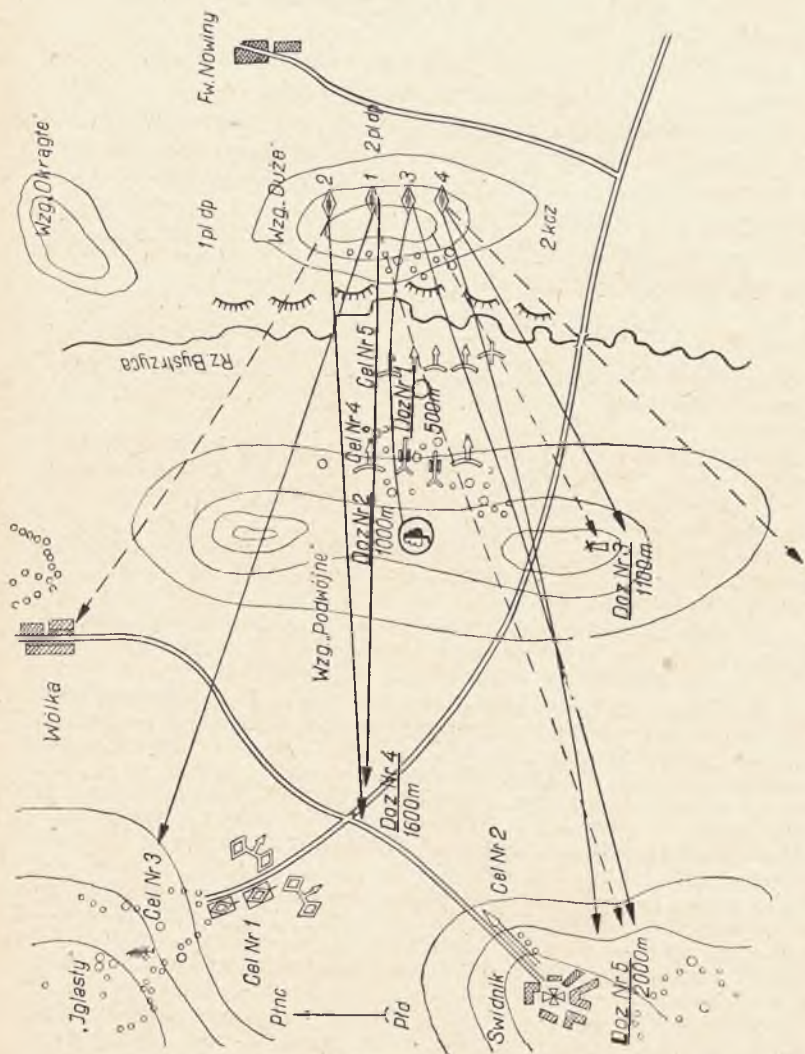 „Iglasty”
Wólka
Wzg. „Okrągłe”
Cel Nr 3
Fw. Nowiny
1 pl dp
Rz Bystrzyca
Cel Nr 1
Płnc
Wzg. „Duże”
2
Wzg. „Podwójne”
Cel Nr 4
Doz Nr 2
1000m
Cel Nr 5
1
2 pl dp
Płd
Doz Nr 4
1600m
Doz Nr 1
500m
3
4
Świdnik
Cel Nr 2
2 kcz
Doz Nr 5
2000m
Doz Nr 3
1100m